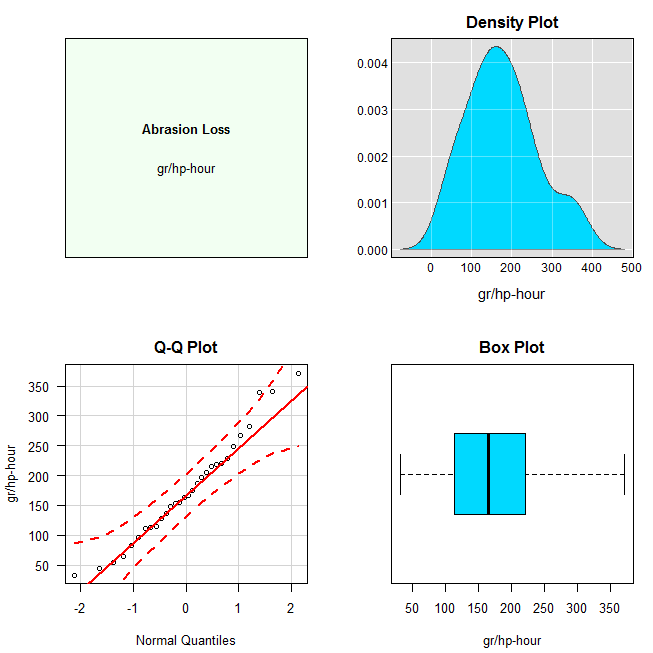 Abrasion Loss
gr/hp-hour
Density Plot
0.004
0.003
0.002
0.001
0.000
0 100 200 300 400 500
gr/hp-hour
Q-Q Plot
gr/hp-hour
350
300
250
200
150
100
50
-2 -1 0 1 2
Normal Quantiles
Box Plot
50 100 150 200 250 300 350
gr/hp-hour